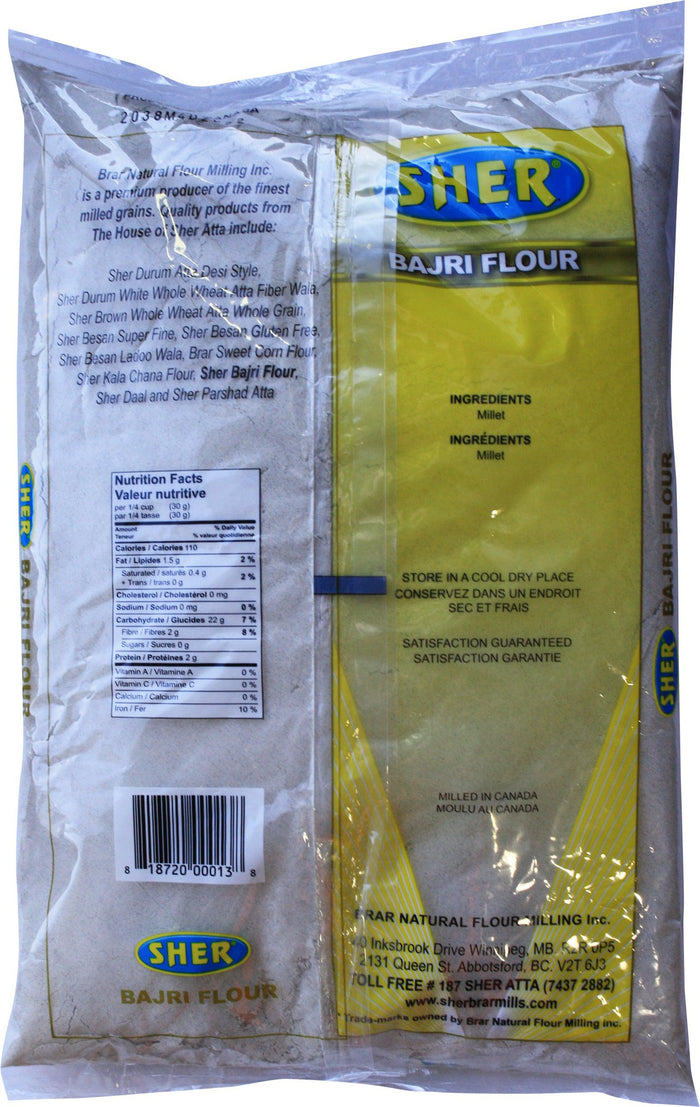 Brar Natural Flour Milling Inc.
is a premium producer of the finest
milled grains. Quality products from
The House of Sher Atta include:
Sher Durum Atta Desi Style,
Sher Durum White Whole Wheat Atta Fiber Wala,
Sher Brown Whole Wheat Atta Whole Grain,
Sher Besan Super Fine, Sher Besan Gluten Free,
Sher Besan Ladoo Wala, Brar Sweet Corn Flour,
Sher Kala Chana Flour, Sher Bajri Flour,
Sher Daal and Sher Parshad Atta
Nutrition Facts
Valeur nutritive
per 1/4 cup (30 g)
par 1/4 tasse (30 g)
Amount % Daily Value
Teneur % valeur quotidienne
Calories / Calories 110
Fat / Lipides 1.5 g 2 %
Saturated / saturés 0.4 g
+ Trans / trans 0 g 2 %
Cholesterol / Cholestérol 0 mg
Sodium / Sodium 0 mg 0 %
Carbohydrate / Glucides 22 g 7 %
Fibre / Fibres 2 g 8 %
Sugars / Sucres 0 g
Protein / Protéines 2 g
Vitamin A / Vitamine A 0 %
Vitamin C / Vitamine C 0 %
Calcium / Calcium 0 %
Iron / Fer 10 %
8 18720 00013 8
SHER
BAJRI FLOUR
SHER BAJRI FLOUR
SHER®
BAJRI FLOUR
INGREDIENTS
Millet
INGRÉDIENTS
Millet
STORE IN A COOL DRY PLACE
CONSERVEZ DANS UN ENDROIT
SEC ET FRAIS
SATISFACTION GUARANTEED
SATISFACTION GARANTIE
MILLED IN CANADA
MOULU AU CANADA
BRAR NATURAL FLOUR MILLING Inc.
Inksbrook Drive Winnipeg, MB. R2R 0P5
2131 Queen St. Abbotsford, BC. V2T 6J3
TOLL FREE # 187 SHER ATTA (7437 2882)
www.sherbrarmills.com
* Trade-marks owned by Brar Natural Flour Milling Inc.
SHER BAJRI FLOUR